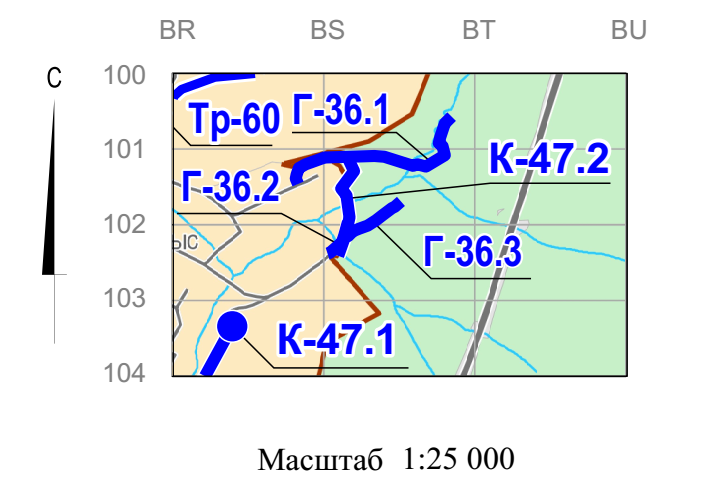 BR BS BT BU
С
100
Тр-60 Г-36.1
101
К-47.2
Г-36.2
102
ЫС
Г-36.3
103
К-47.1
104
Масштаб 1:25 000